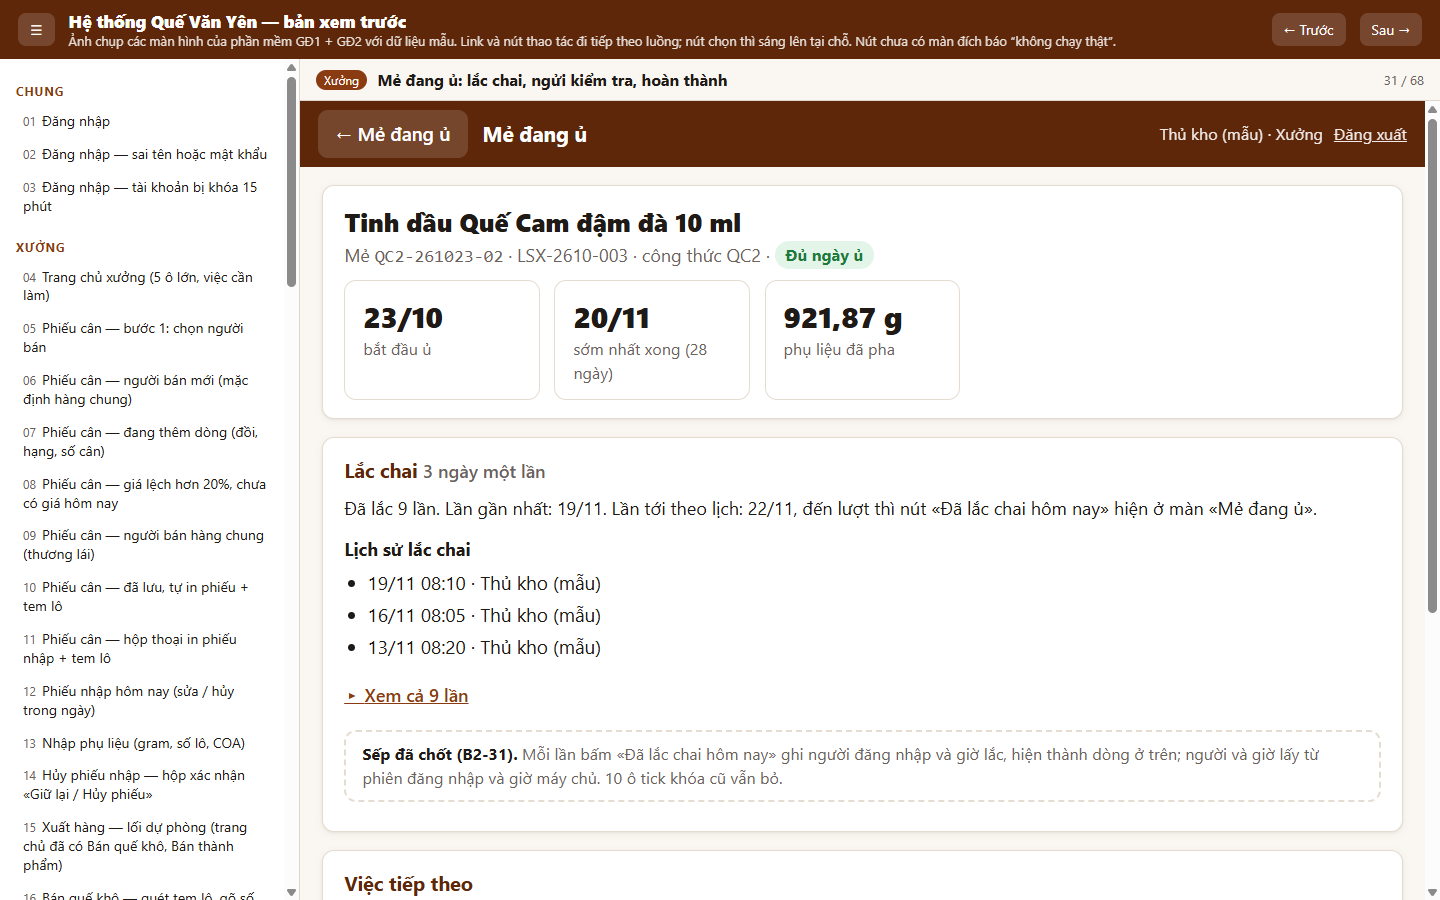 ☰
Hệ thống Quế Văn Yên — bản xem trước
Ảnh chụp các màn hình của phần mềm GĐ1 + GĐ2 với dữ liệu mẫu. Link và nút thao tác đi tiếp theo luồng; nút chọn thì sáng lên tại chỗ. Nút chưa có màn đích báo “không chạy thật”.
← Trước
Sau →
CHUNG
01 Đăng nhập
02 Đăng nhập — sai tên hoặc mật khẩu
03 Đăng nhập — tài khoản bị khóa 15
phút
XƯỞNG
04 Trang chủ xưởng (5 ô lớn, việc cần
làm)
05 Phiếu cân — bước 1: chọn người
bán
06 Phiếu cân — người bán mới (mặc
định hàng chung)
07 Phiếu cân — đang thêm dòng (đồi,
hạng, số cân)
08 Phiếu cân — giá lệch hơn 20%, chưa
có giá hôm nay
09 Phiếu cân — người bán hàng chung
(thương lái)
10 Phiếu cân — đã lưu, tự in phiếu +
tem lô
11 Phiếu cân — hộp thoại in phiếu
nhập + tem lô
12 Phiếu nhập hôm nay (sửa / hủy
trong ngày)
13 Nhập phụ liệu (gram, số lô, COA)
14 Hủy phiếu nhập — hộp xác nhận
«Giữ lại / Hủy phiếu»
15 Xuất hàng — lối dự phòng (trang
chủ đã có Bán quế khô, Bán thành
phẩm)
16 Bán quế khô — quét tem lô, gõ số
Xưởng
Mẻ đang ủ: lắc chai, ngửi kiểm tra, hoàn thành
31 / 68
← Mẻ đang ủ
Mẻ đang ủ
Thủ kho (mẫu) · Xưởng Đăng xuất
Tinh dầu Quế Cam đậm đà 10 ml
Mẻ QC2-261023-02 · LSX-2610-003 · công thức QC2 · Đủ ngày ủ
23/10
bắt đầu ủ
20/11
sớm nhất xong (28
ngày)
921,87 g
phụ liệu đã pha
Lắc chai 3 ngày một lần
Đã lắc 9 lần. Lần gần nhất: 19/11. Lần tới theo lịch: 22/11, đến lượt thì nút «Đã lắc chai hôm nay» hiện ở màn «Mẻ đang ủ».
Lịch sử lắc chai
• 19/11 08:10 · Thủ kho (mẫu)
• 16/11 08:05 · Thủ kho (mẫu)
• 13/11 08:20 · Thủ kho (mẫu)
▸ Xem cả 9 lần
Sếp đã chốt (B2-31). Mỗi lần bấm «Đã lắc chai hôm nay» ghi người đăng nhập và giờ lắc, hiện thành dòng ở trên; người và giờ lấy từ
phiên đăng nhập và giờ máy chủ. 10 ô tick khóa cũ vẫn bỏ.
Việc tiếp theo